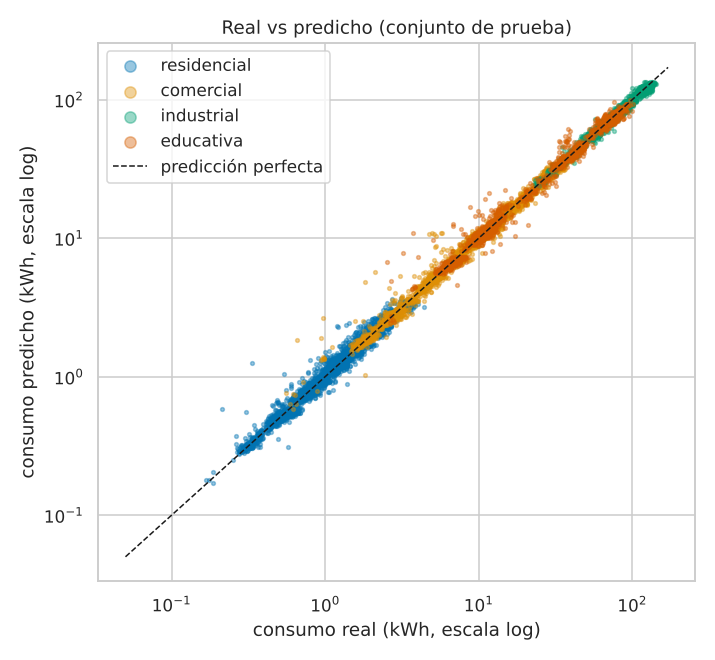 Real vs predicho (conjunto de prueba)
residencial
comercial
industrial
educativa
predicción perfecta
consumo predicho (kWh, escala log)
10²
10¹
10⁰
10⁻¹
10⁻¹ 10⁰ 10¹ 10²
consumo real (kWh, escala log)